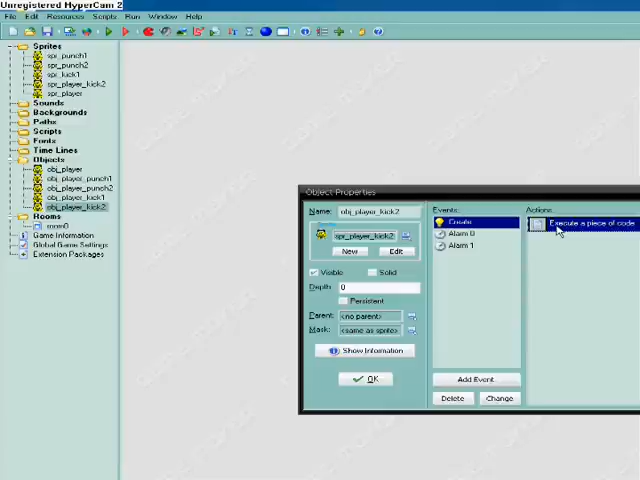 Unregistered HyperCam 2
File Edit Resources Scripts Run Window Help
Sprites
spr_punch1
spr_punch2
spr_kick1
spr_player_kick2
spr_player
Sounds
Backgrounds
Paths
Scripts
Fonts
Time Lines
Objects
obj_player
obj_player_punch1
obj_player_punch2
obj_player_kick1
obj_player_kick2
Rooms
room0
Game Information
Global Game Settings
Extension Packages
Object Properties
Name: obj_player_kick2
spr_player_kick2
New Edit
Visible Solid
Depth: 0
Persistent
Parent: <no parent>
Mask: <same as sprite>
Show Information
OK
Events:
Create
Alarm 0
Alarm 1
Add Event
Delete Change
Actions:
Execute a piece of code